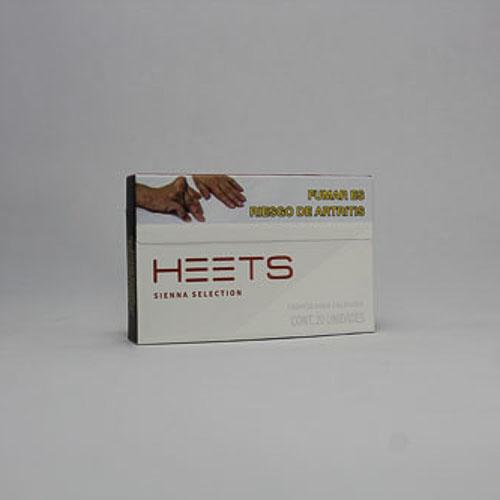 FUMAR ES
RIESGO DE ARTRITIS
HEETS
SIENNA SELECTION
CONT. 20 UNIDADES